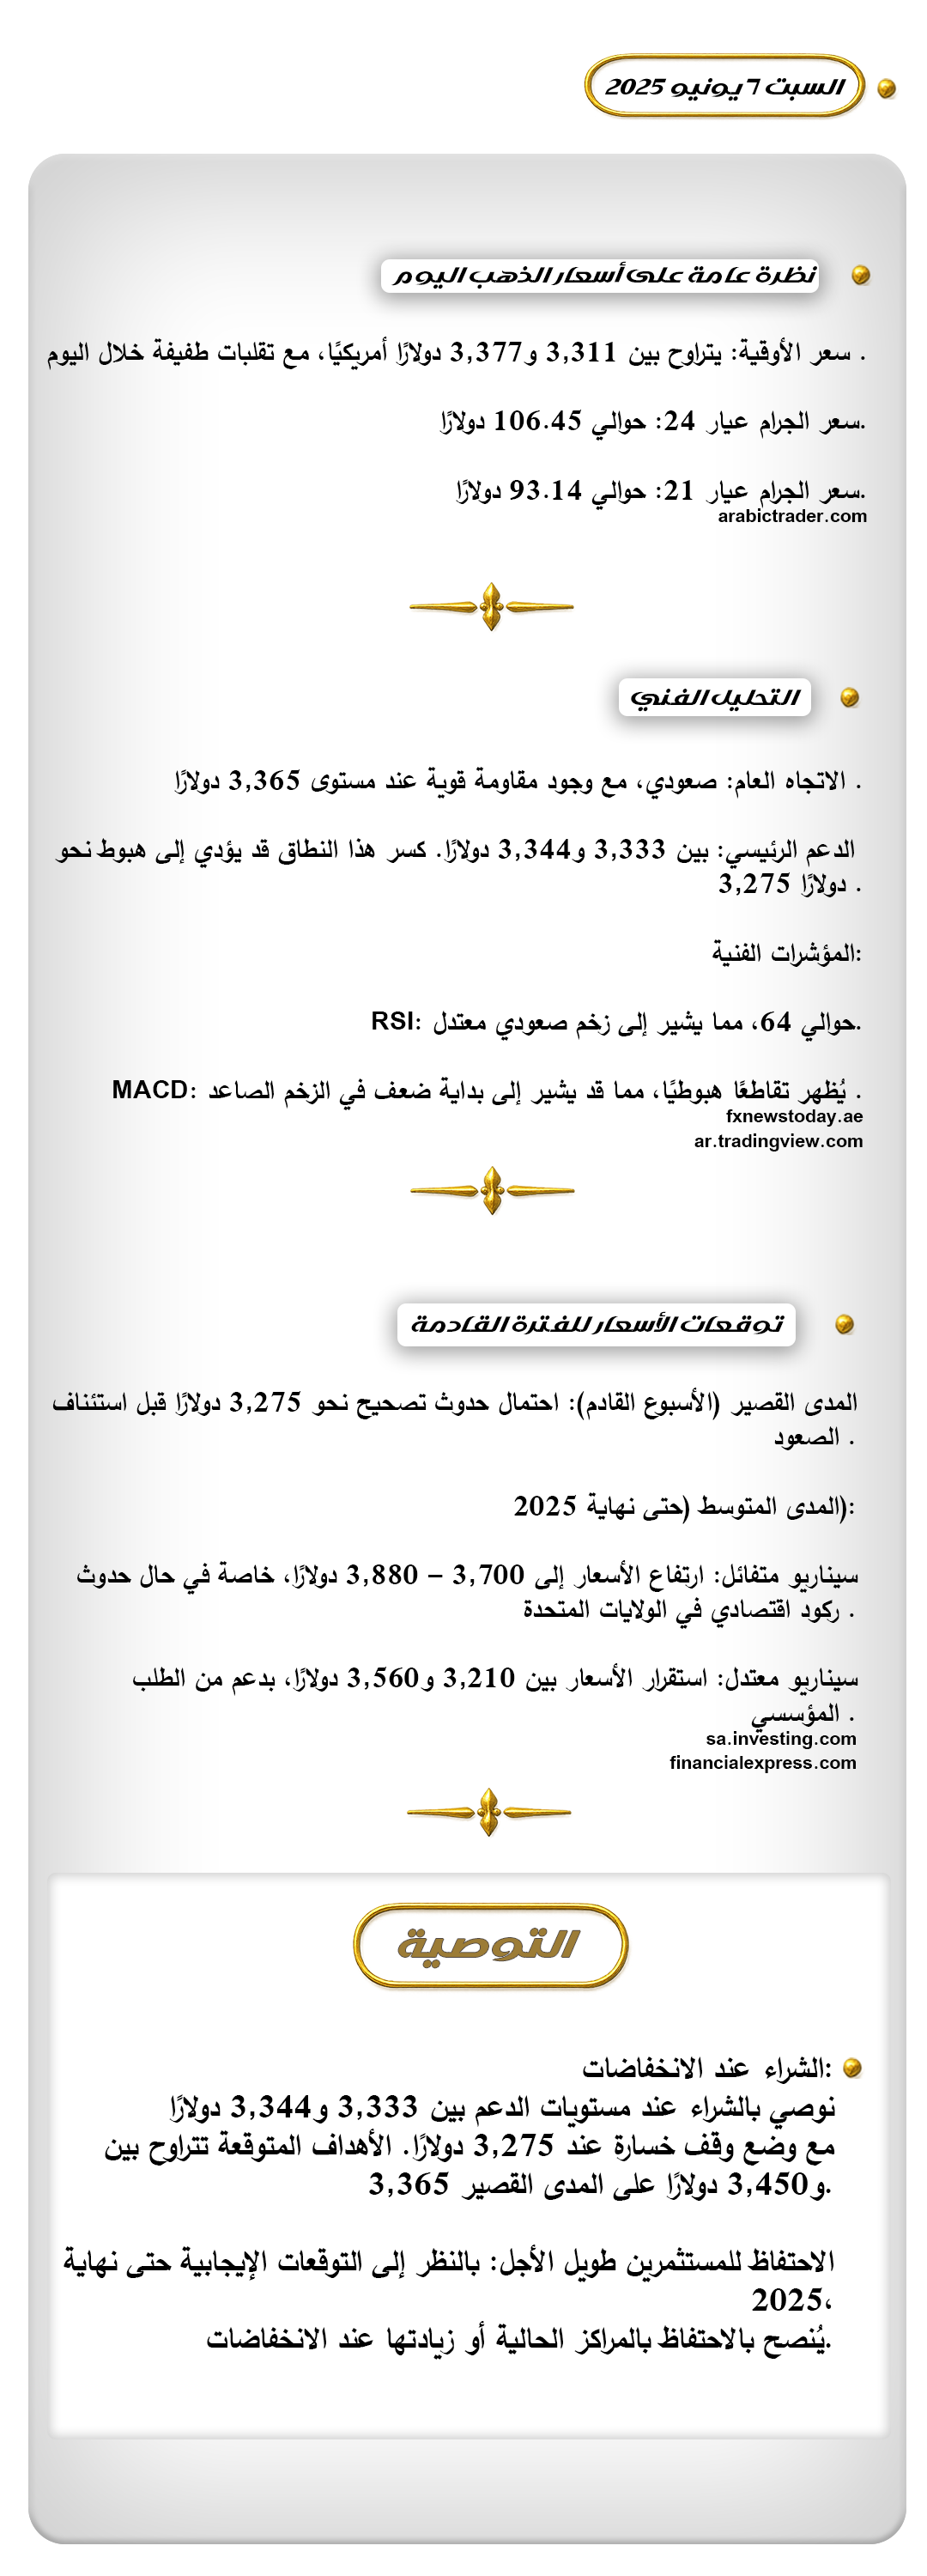 السبت 7 يونيو 2025
نظرة عامة على أسعار الذهب اليوم
. سعر الأوقية: يتراوح بين 3,311 و3,377 دولارًا أمريكيًا، مع تقلبات طفيفة خلال اليوم
.سعر الجرام عيار 24: حوالي 106.45 دولارًا
.سعر الجرام عيار 21: حوالي 93.14 دولارًا
arabictrader.com
التحليل الفني
. الاتجاه العام: صعودي، مع وجود مقاومة قوية عند مستوى 3,365 دولارًا
الدعم الرئيسي: بين 3,333 و3,344 دولارًا. كسر هذا النطاق قد يؤدي إلى هبوط نحو
. دولارًا 3,275
:المؤشرات الفنية
.حوالي 64، مما يشير إلى زخم صعودي معتدل :RSI
. يُظهر تقاطعًا هبوطيًا، مما قد يشير إلى بداية ضعف في الزخم الصاعد :MACD
fxnewstoday.ae
ar.tradingview.com
توقعات الأسعار للفترة القادمة
المدى القصير (الأسبوع القادم): احتمال حدوث تصحيح نحو 3,275 دولارًا قبل استئناف
. الصعود
:(المدى المتوسط (حتى نهاية 2025
سيناريو متفائل: ارتفاع الأسعار إلى 3,700 – 3,880 دولارًا، خاصة في حال حدوث
. ركود اقتصادي في الولايات المتحدة
سيناريو معتدل: استقرار الأسعار بين 3,210 و3,560 دولارًا، بدعم من الطلب
. المؤسسي
sa.investing.com
financialexpress.com
التوصية
:الشراء عند الانخفاضات
نوصي بالشراء عند مستويات الدعم بين 3,333 و3,344 دولارًا
مع وضع وقف خسارة عند 3,275 دولارًا. الأهداف المتوقعة تتراوح بين
.و3,450 دولارًا على المدى القصير 3,365
الاحتفاظ للمستثمرين طويل الأجل: بالنظر إلى التوقعات الإيجابية حتى نهاية
،2025
.يُنصح بالاحتفاظ بالمراكز الحالية أو زيادتها عند الانخفاضات